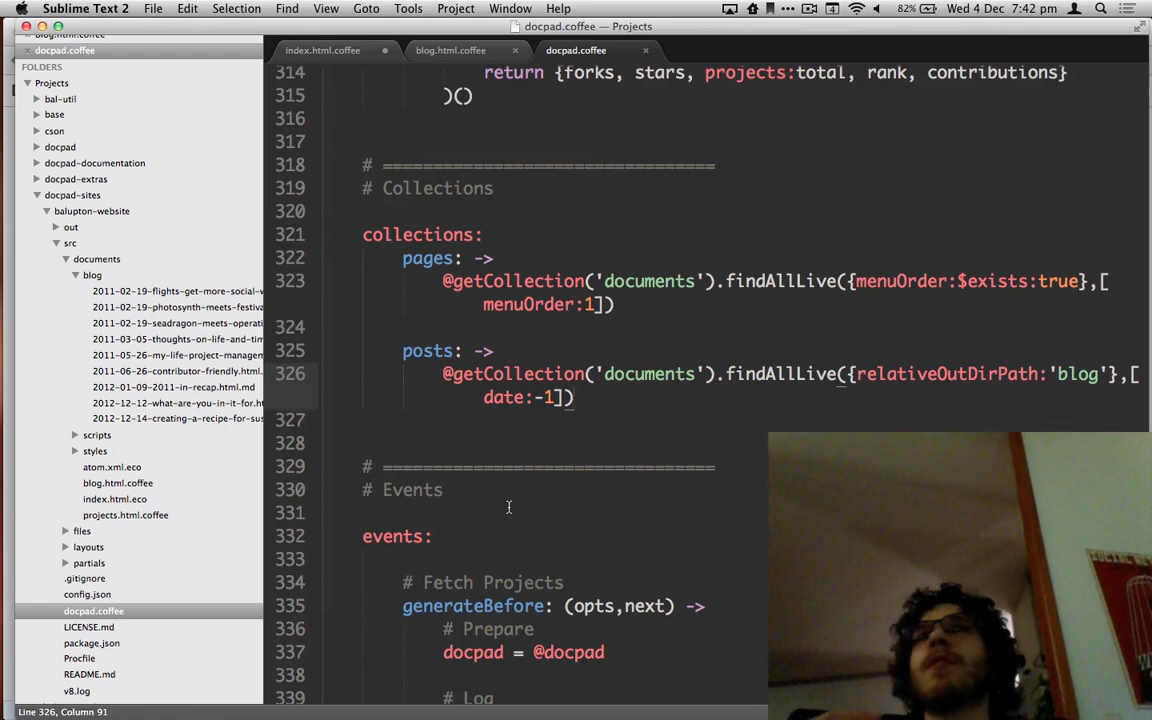 Sublime Text 2 File Edit Selection Find View Goto Tools Project Window Help 82% Wed 4 Dec 7:42 pm
docpad.coffee — Projects
index.html.coffee blog.html.coffee × docpad.coffee ×
× docpad.coffee
FOLDERS
Projects
bal-util
base
cson
docpad
docpad-documentation
docpad-extras
docpad-sites
balupton-website
out
src
documents
blog
2011-02-19-flights-get-more-social-w
2011-02-19-photosynth-meets-festiva
2011-02-19-seadragon-meets-operati
2011-03-05-thoughts-on-life-and-tim
2011-05-26-my-life-project-managem
2011-06-26-contributor-friendly.html.
2012-01-09-2011-in-recap.html.md
2012-12-12-what-are-you-in-it-for.ht
2012-12-14-creating-a-recipe-for-sus
scripts
styles
atom.xml.eco
blog.html.coffee
index.html.eco
projects.html.coffee
files
layouts
partials
.gitignore
config.json
docpad.coffee
LICENSE.md
package.json
Procfile
README.md
v8.log
314 return {forks, stars, projects:total, rank, contributions}
315 )()
316
317
318 # =================================
319 # Collections
320
321 collections:
322 pages: ->
323 @getCollection('documents').findAllLive({menuOrder:$exists:true},[
menuOrder:1])
324
325 posts: ->
326 @getCollection('documents').findAllLive({relativeOutDirPath:'blog'},[
date:-1])
327
328
329 # =================================
330 # Events
331
332 events:
333
334 # Fetch Projects
335 generateBefore: (opts,next) ->
336 # Prepare
337 docpad = @docpad
338
339 # Log
Line 326, Column 91